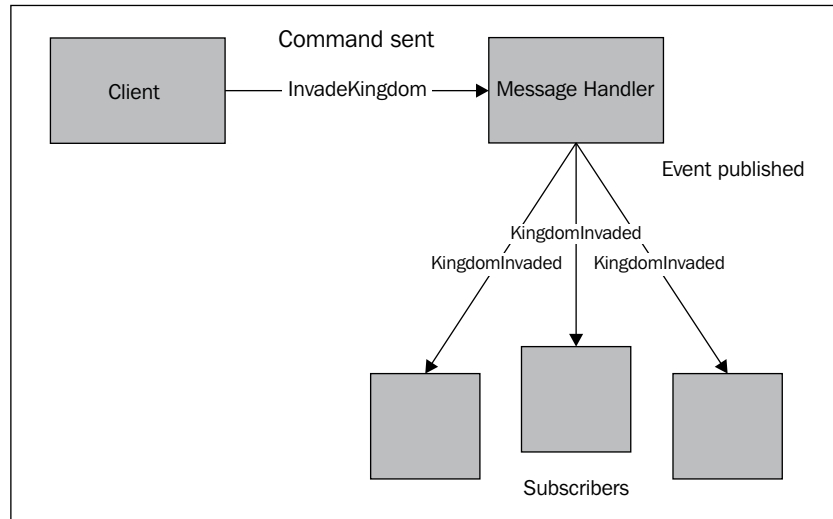 Command sent
Client
InvadeKingdom
Message Handler
Event published
KingdomInvaded
KingdomInvaded
KingdomInvaded
Subscribers